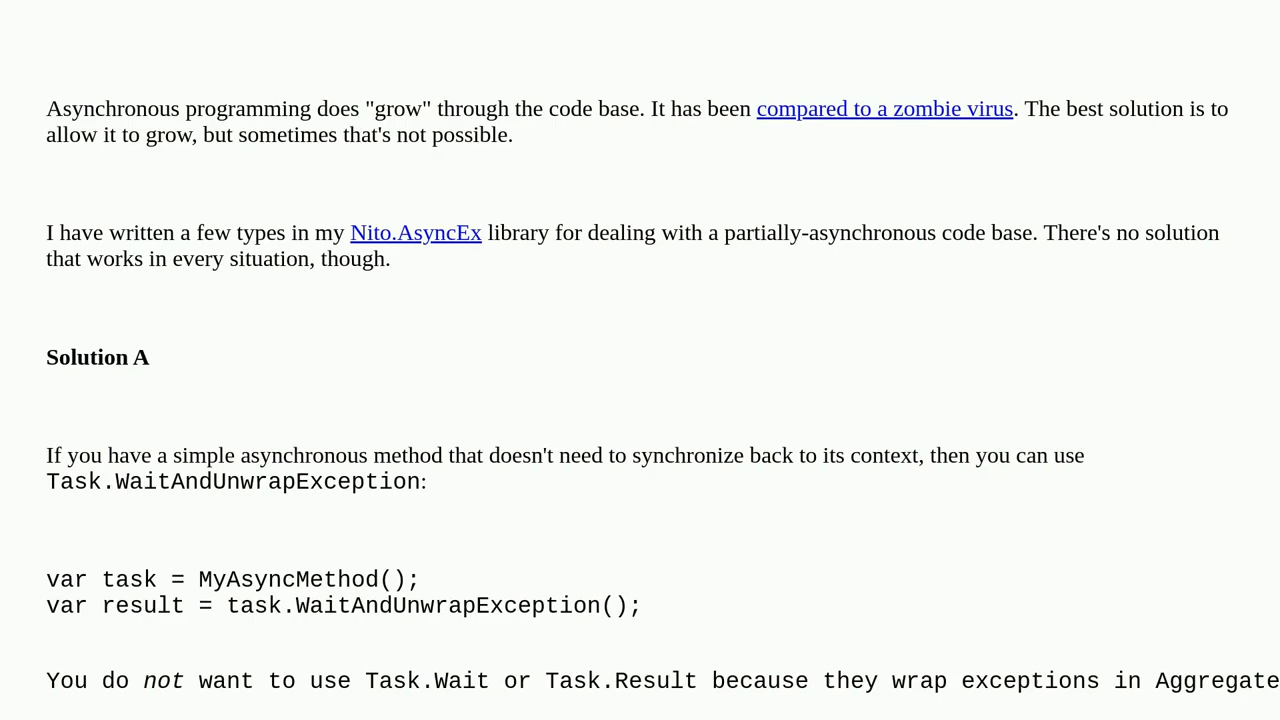 Asynchronous programming does "grow" through the code base. It has been compared to a zombie virus. The best solution is to
allow it to grow, but sometimes that's not possible.
I have written a few types in my Nito.AsyncEx library for dealing with a partially-asynchronous code base. There's no solution
that works in every situation, though.
Solution A
If you have a simple asynchronous method that doesn't need to synchronize back to its context, then you can use
Task.WaitAndUnwrapException:
var task = MyAsyncMethod();
var result = task.WaitAndUnwrapException();
You do not want to use Task.Wait or Task.Result because they wrap exceptions in Aggregate